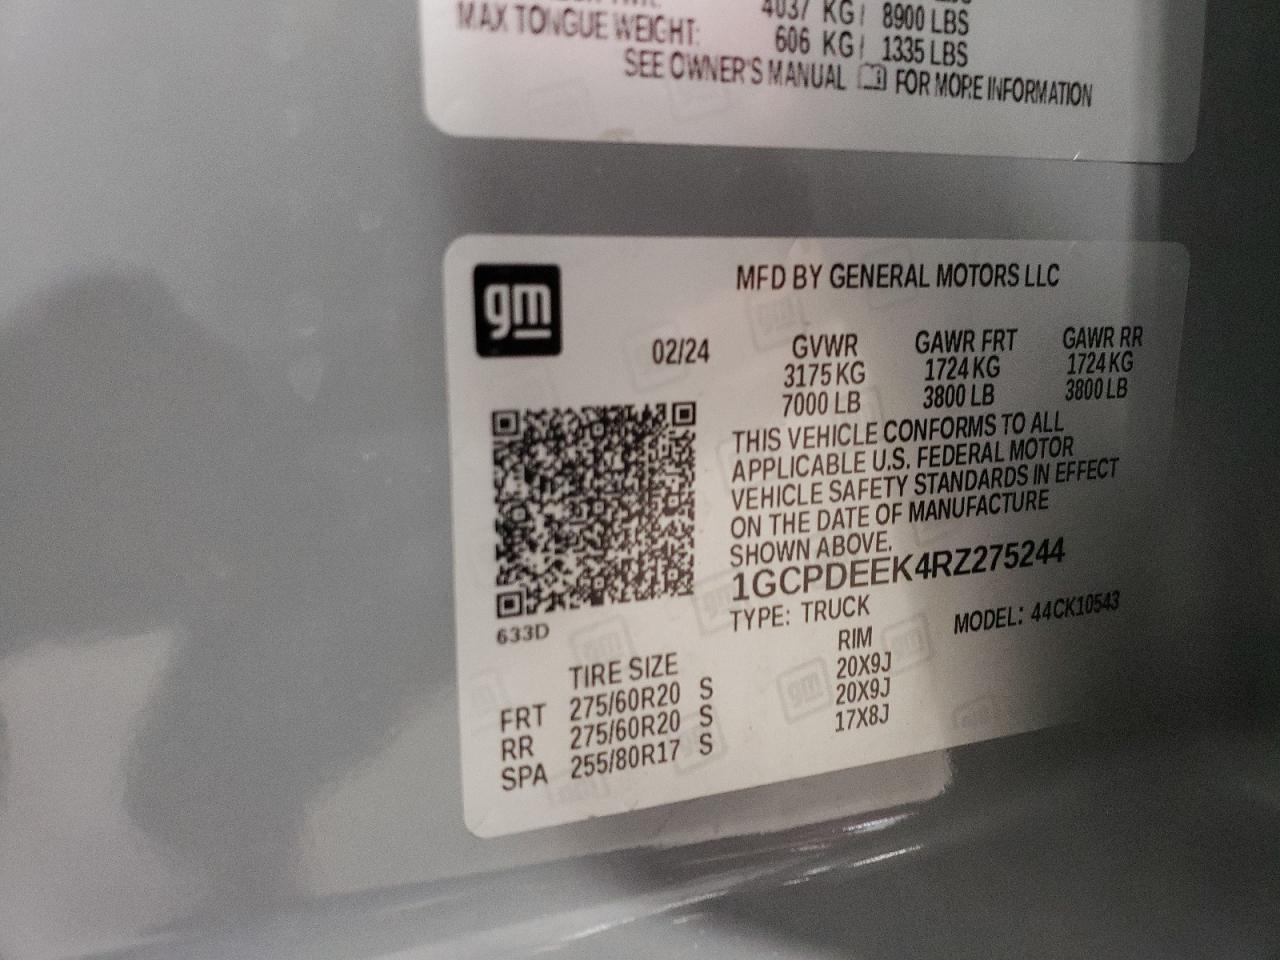 4037 KG/ 8900 LBS
MAX TONGUE WEIGHT: 606 KG/ 1335 LBS
SEE OWNER'S MANUAL FOR MORE INFORMATION
gm
MFD BY GENERAL MOTORS LLC
02/24 GVWR GAWR FRT GAWR RR
3175 KG 1724 KG 1724 KG
7000 LB 3800 LB 3800 LB
THIS VEHICLE CONFORMS TO ALL
APPLICABLE U.S. FEDERAL MOTOR
VEHICLE SAFETY STANDARDS IN EFFECT
ON THE DATE OF MANUFACTURE
SHOWN ABOVE.
1GCPDEEK4RZ275244
TYPE: TRUCK MODEL: 44CK10543
633D
TIRE SIZE RIM
FRT 275/60R20 S 20X9J
RR 275/60R20 S 20X9J
SPA 255/80R17 S 17X8J